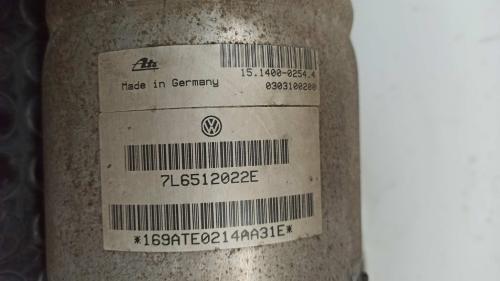 Ate
Made in Germany
15.1400-0254.4
0303100200
7L6512022E
*169ATE0214AA31E*